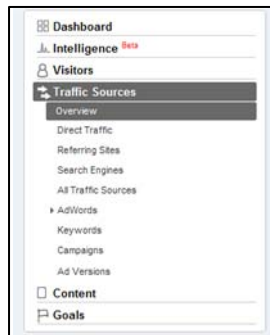 Dashboard
Intelligence Beta
Visitors
Traffic Sources
Overview
Direct Traffic
Referring Sites
Search Engines
All Traffic Sources
AdWords
Keywords
Campaigns
Ad Versions
Content
Goals